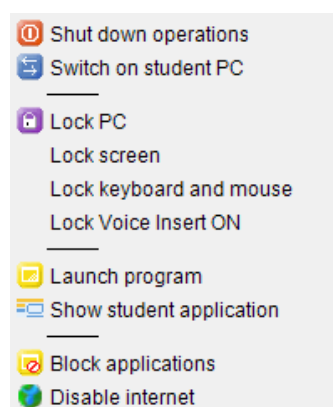 Shut down operations
Switch on student PC
Lock PC
Lock screen
Lock keyboard and mouse
Lock Voice Insert ON
Launch program
Show student application
Block applications
Disable internet